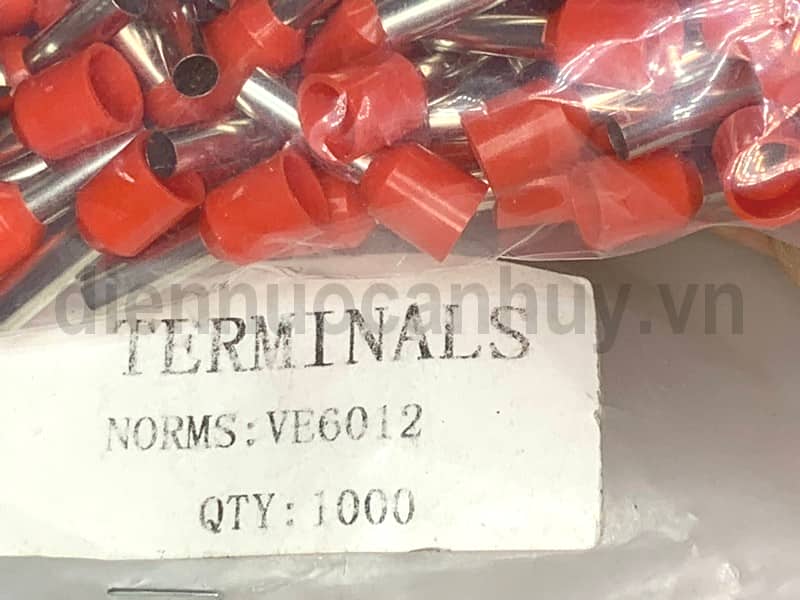 diennuocanhuy.vn
TERMINALS
NORMS:VE6012
QTY:1000